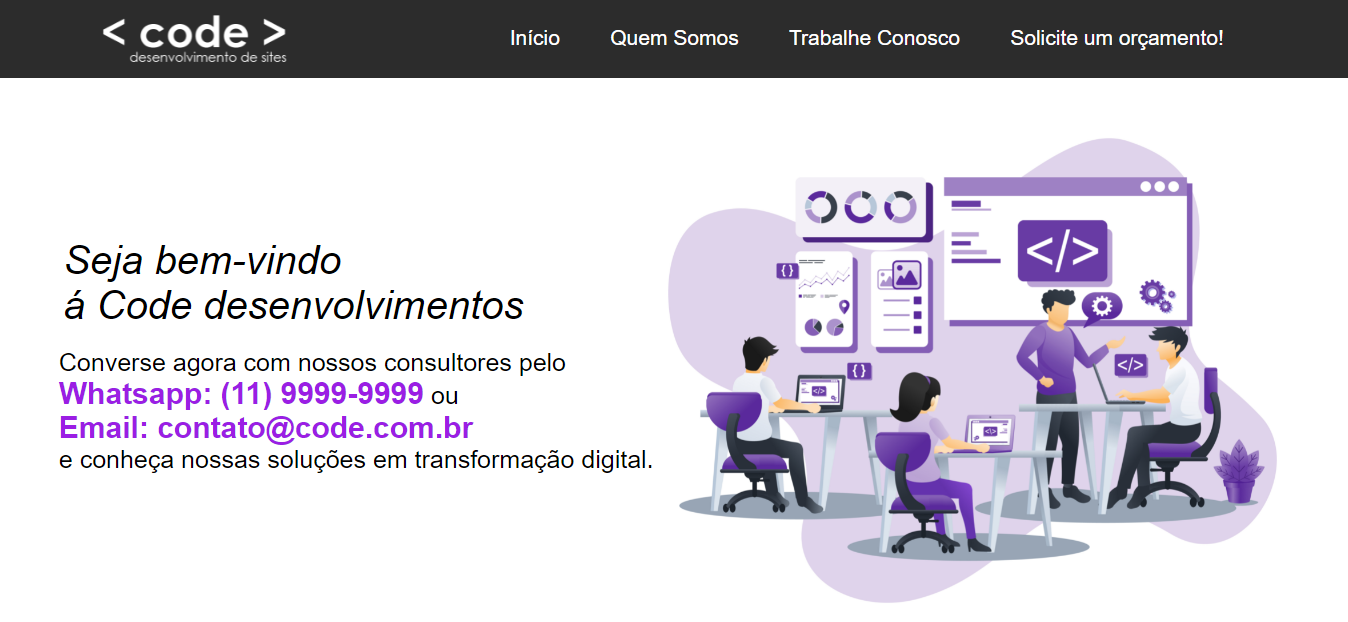 < code >
desenvolvimento de sites
Início
Quem Somos
Trabalhe Conosco
Solicite um orçamento!
Seja bem-vindo
á Code desenvolvimentos
Converse agora com nossos consultores pelo
Whatsapp: (11) 9999-9999 ou
Email: contato@code.com.br
e conheça nossas soluções em transformação digital.
</>
{ }
</>
{ }
</>
</>